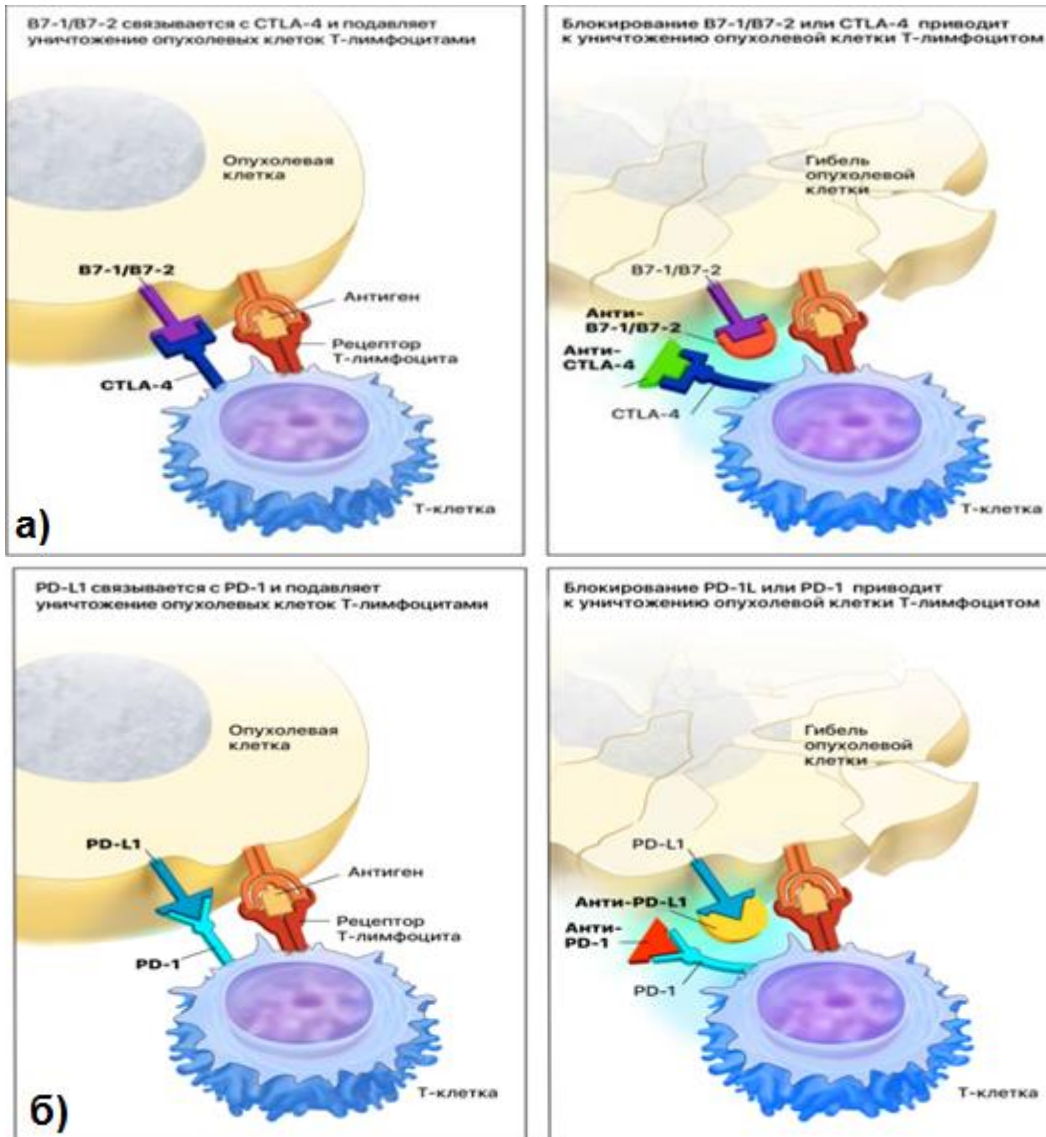 B7-1/B7-2 связывается с CTLA-4 и подавляет
уничтожение опухолевых клеток Т-лимфоцитами
Опухолевая
клетка
B7-1/B7-2
Антиген
Рецептор
Т-лимфоцита
CTLA-4
Т-клетка
а)
Блокирование B7-1/B7-2 или CTLA-4 приводит
к уничтожению опухолевой клетки Т-лимфоцитом
Гибель
опухолевой
клетки
B7-1/B7-2
Анти-
B7-1/B7-2
Анти-
CTLA-4
CTLA-4
Т-клетка
PD-L1 связывается с PD-1 и подавляет
уничтожение опухолевых клеток Т-лимфоцитами
Опухолевая
клетка
PD-L1
Антиген
Рецептор
Т-лимфоцита
PD-1
Т-клетка
б)
Блокирование PD-1L или PD-1 приводит
к уничтожению опухолевой клетки Т-лимфоцитом
Гибель
опухолевой
клетки
PD-L1
Анти-PD-L1
Анти-
PD-1
PD-1
Т-клетка